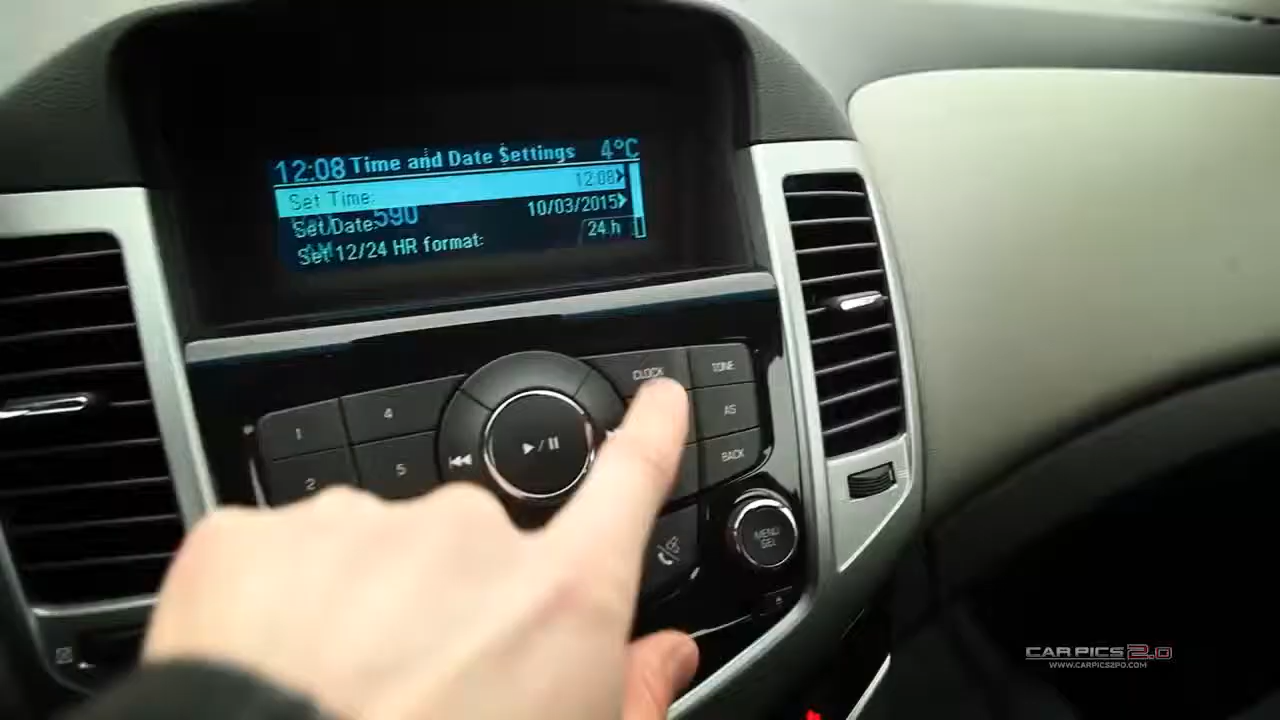 12:08 Time and Date Settings 4°C
Set Time: 12:08
Set Date: 10/03/2015
590
AM
Set 12/24 HR format: 24 h
CLOCK TONE
1 4 AS
2 5 BACK
MENU
SEL
CAR PICS 2.0
WWW.CARPICS2PO.COM